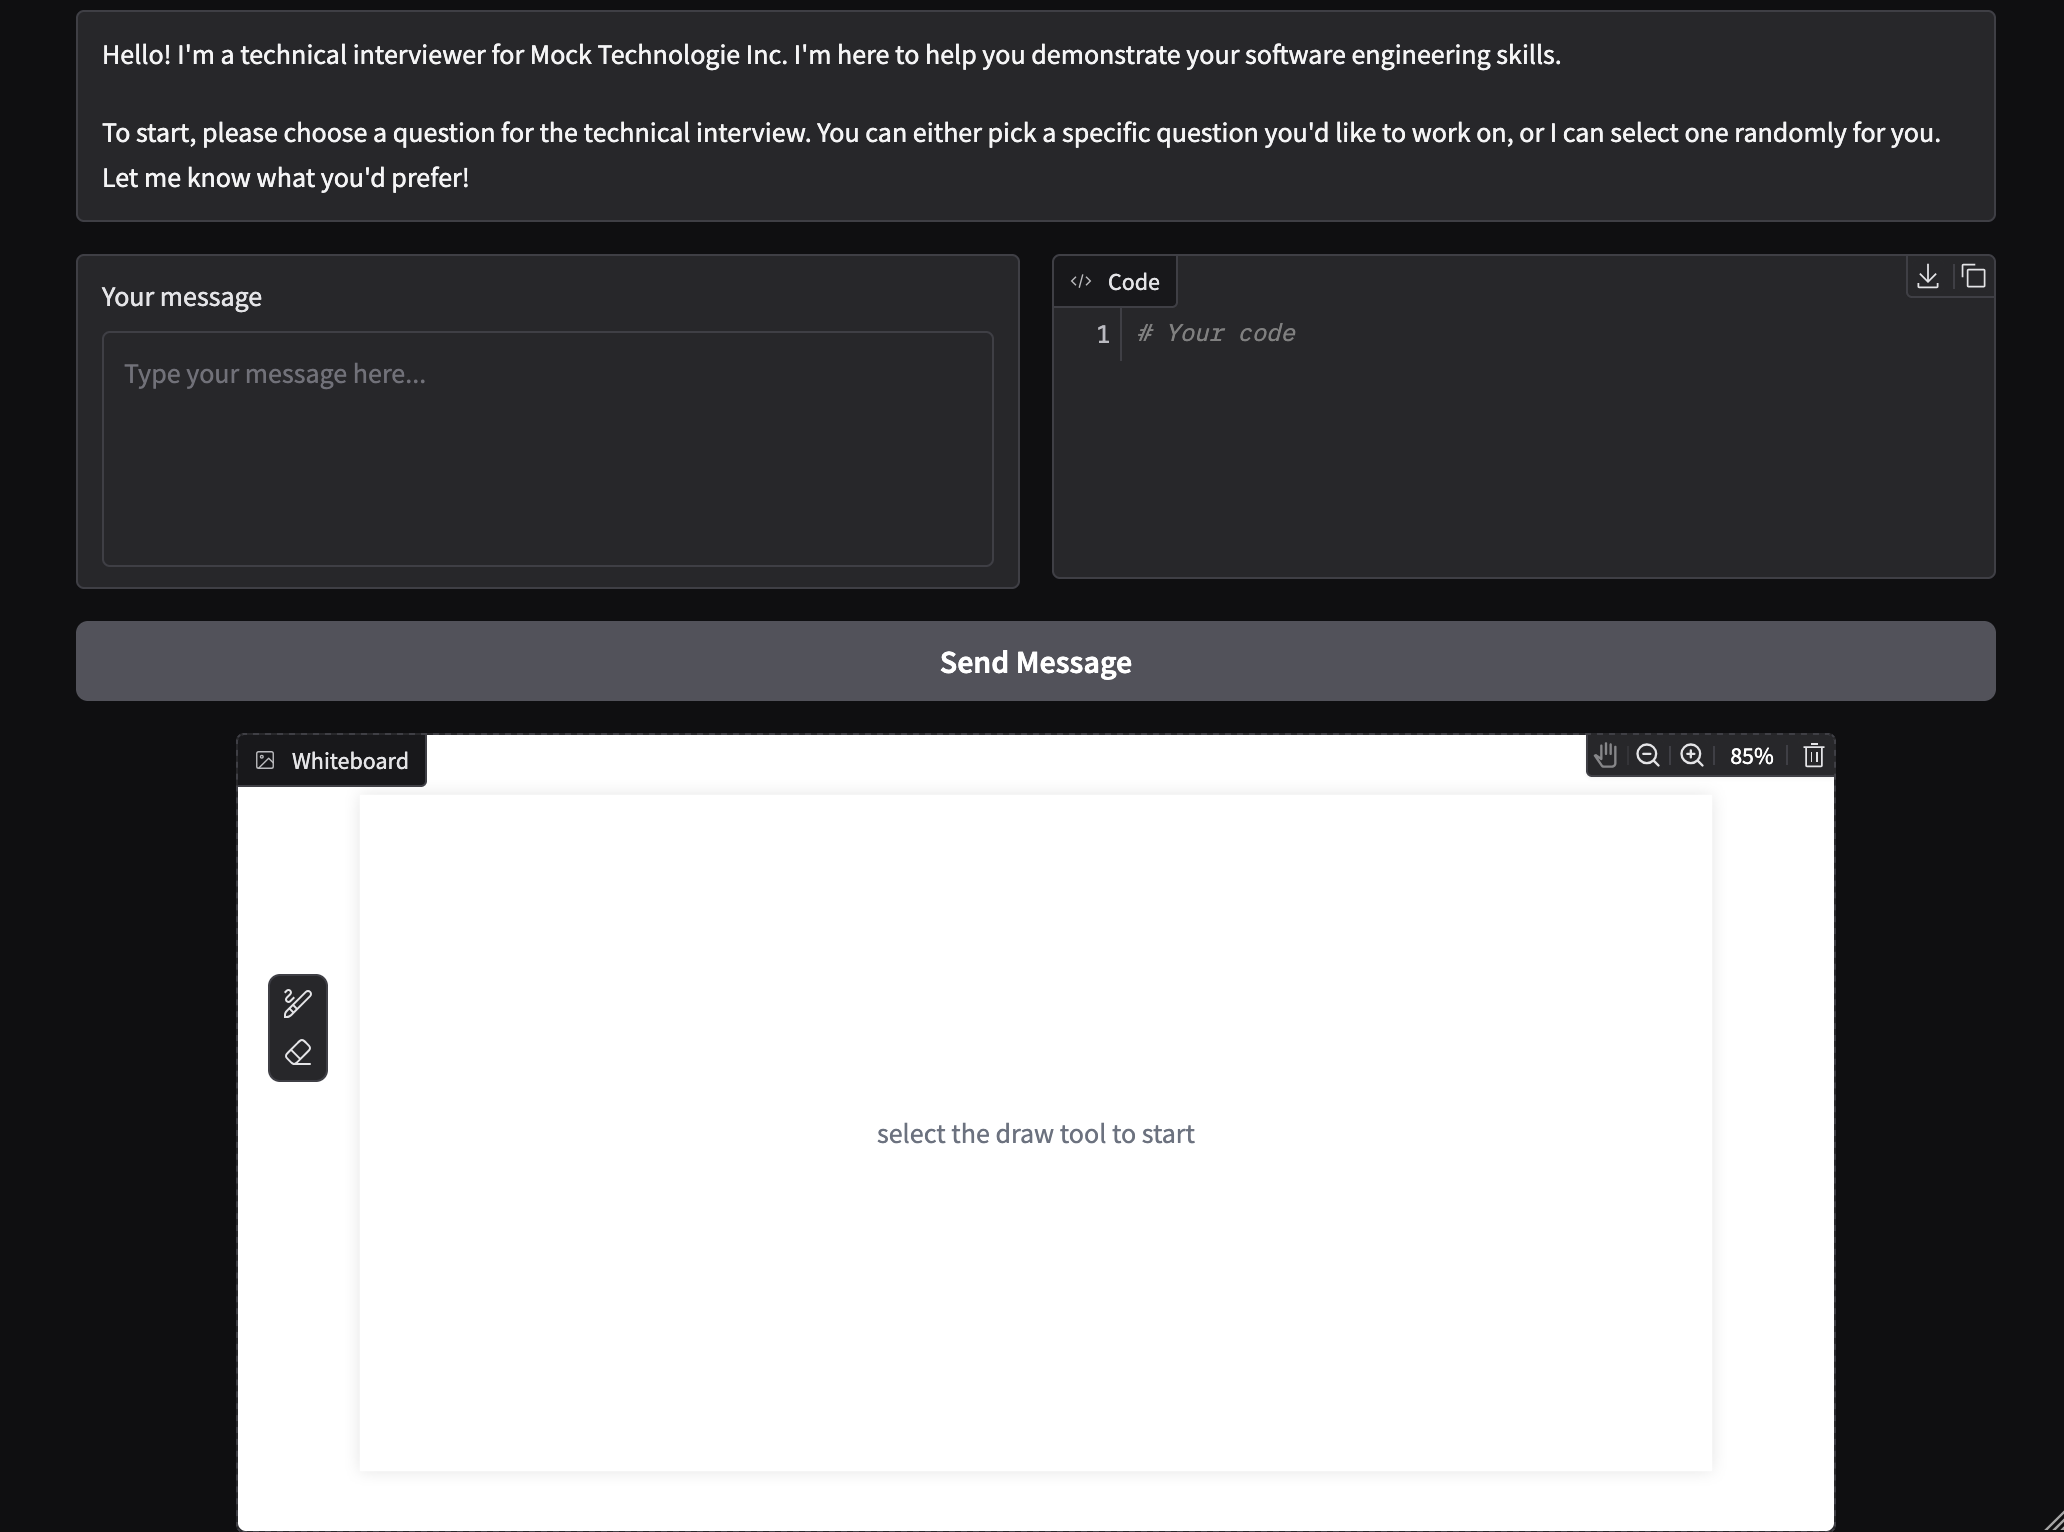 Hello! I'm a technical interviewer for Mock Technologie Inc. I'm here to help you demonstrate your software engineering skills.
To start, please choose a question for the technical interview. You can either pick a specific question you'd like to work on, or I can select one randomly for you.
Let me know what you'd prefer!
Your message
Type your message here...
Code
1 # Your code
Send Message
Whiteboard
85%
select the draw tool to start